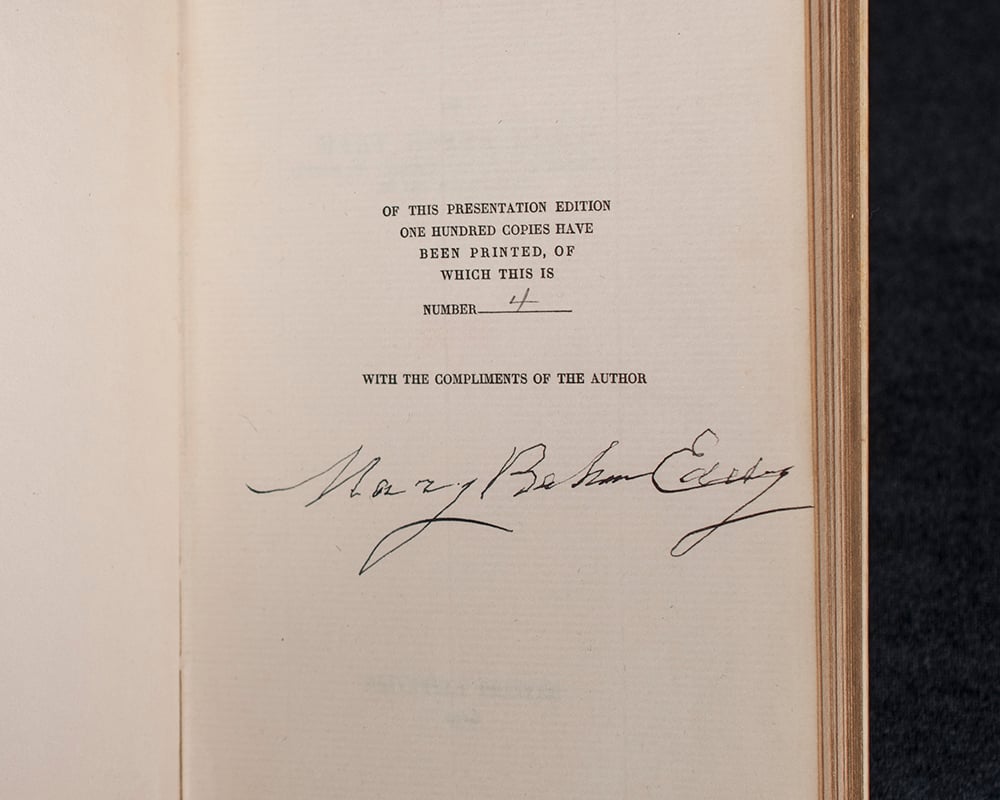 OF THIS PRESENTATION EDITION
ONE HUNDRED COPIES HAVE
BEEN PRINTED, OF
WHICH THIS IS
NUMBER 4
WITH THE COMPLIMENTS OF THE AUTHOR
Mary Baker Eddy